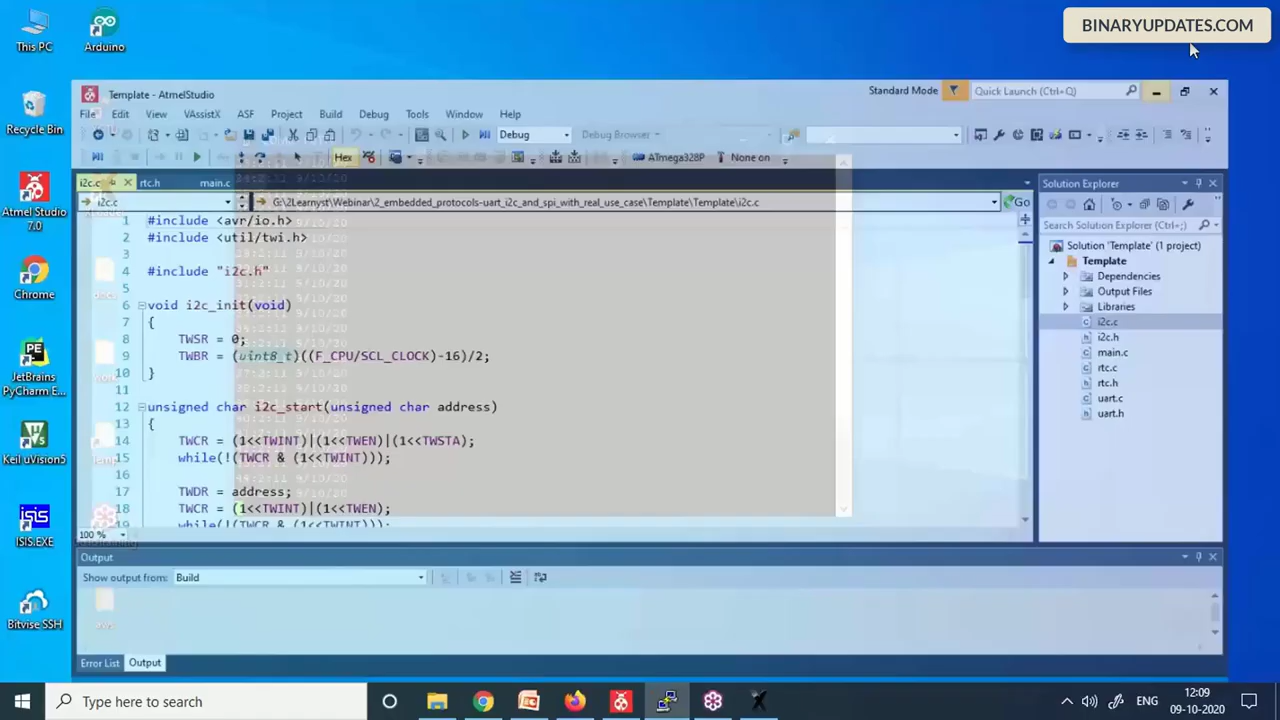 BINARYUPDATES.COM
This PC
Arduino
Recycle Bin
Atmel Studio
7.0
Chrome
JetBrains
PyCharm E...
Keil uVision5
ISIS.EXE
Bitvise SSH
Template - AtmelStudio
Standard Mode
Quick Launch (Ctrl+Q)
File Edit View VAssistX ASF Project Build Debug Tools Window Help
Debug
Debug Browser
Hex
ATmega328P
None on
i2c.c
rtc.h
main.c
i2c.c
G:\2Learnyst\Webinar\2_embedded_protocols-uart_i2c_and_spi_with_real_use_case\Template\Template\i2c.c
Go
1 #include <avr/io.h>
2 #include <util/twi.h>
3
4 #include "i2c.h"
5
6 void i2c_init(void)
7 {
8 TWSR = 0;
9 TWBR = (uint8_t)((F_CPU/SCL_CLOCK)-16)/2;
10 }
11
12 unsigned char i2c_start(unsigned char address)
13 {
14 TWCR = (1<<TWINT)|(1<<TWEN)|(1<<TWSTA);
15 while(!(TWCR & (1<<TWINT)));
16
17 TWDR = address;
18 TWCR = (1<<TWINT)|(1<<TWEN);
19 while(!(TWCR & (1<<TWINT)));
100 %
Solution Explorer
Search Solution Explorer (Ctrl+;)
Solution 'Template' (1 project)
Template
Dependencies
Output Files
Libraries
i2c.c
i2c.h
main.c
rtc.c
rtc.h
uart.c
uart.h
Output
Show output from: Build
Error List
Output
Type here to search
ENG
12:09
09-10-2020